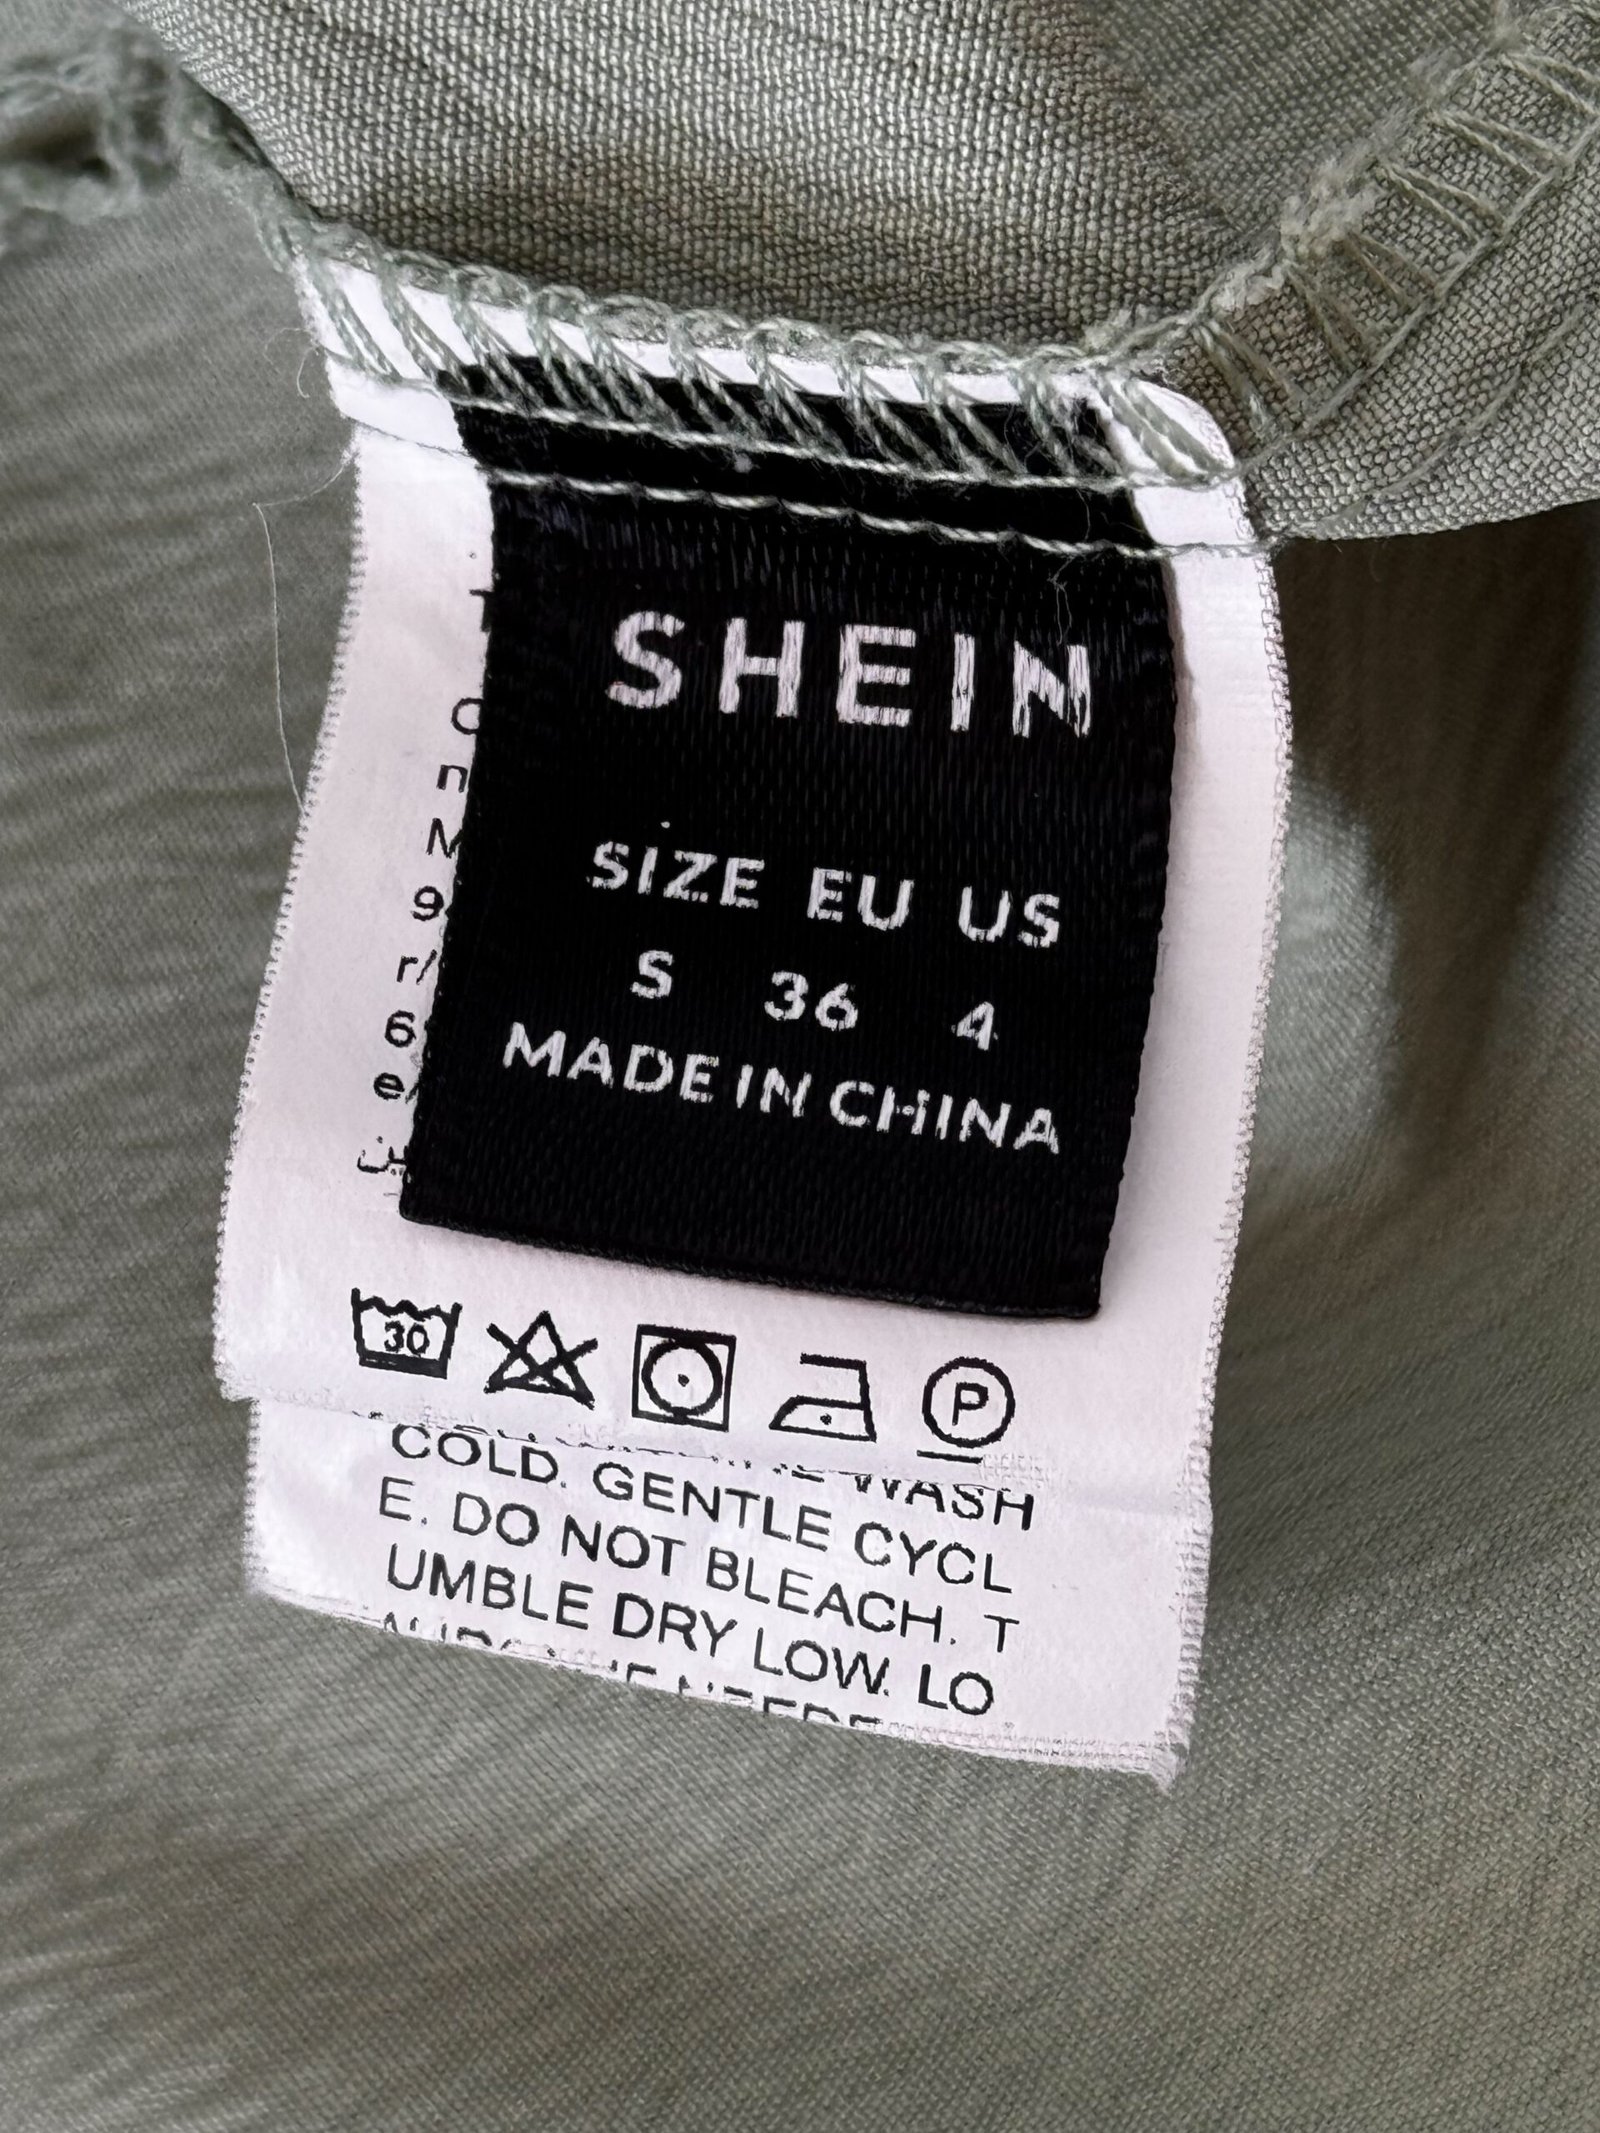 SHEIN
SIZE EU US
S 36 4
MADE IN CHINA
30
P
WASH
COLD. GENTLE CYCL
E. DO NOT BLEACH. T
UMBLE DRY LOW. LO